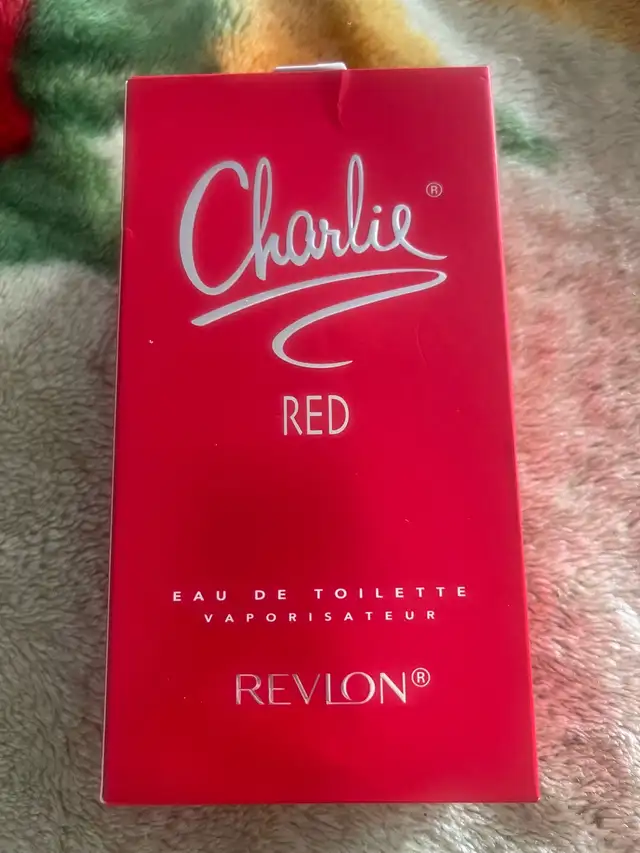 Charlie®
RED
EAU DE TOILETTE
VAPORISATEUR
REVLON®